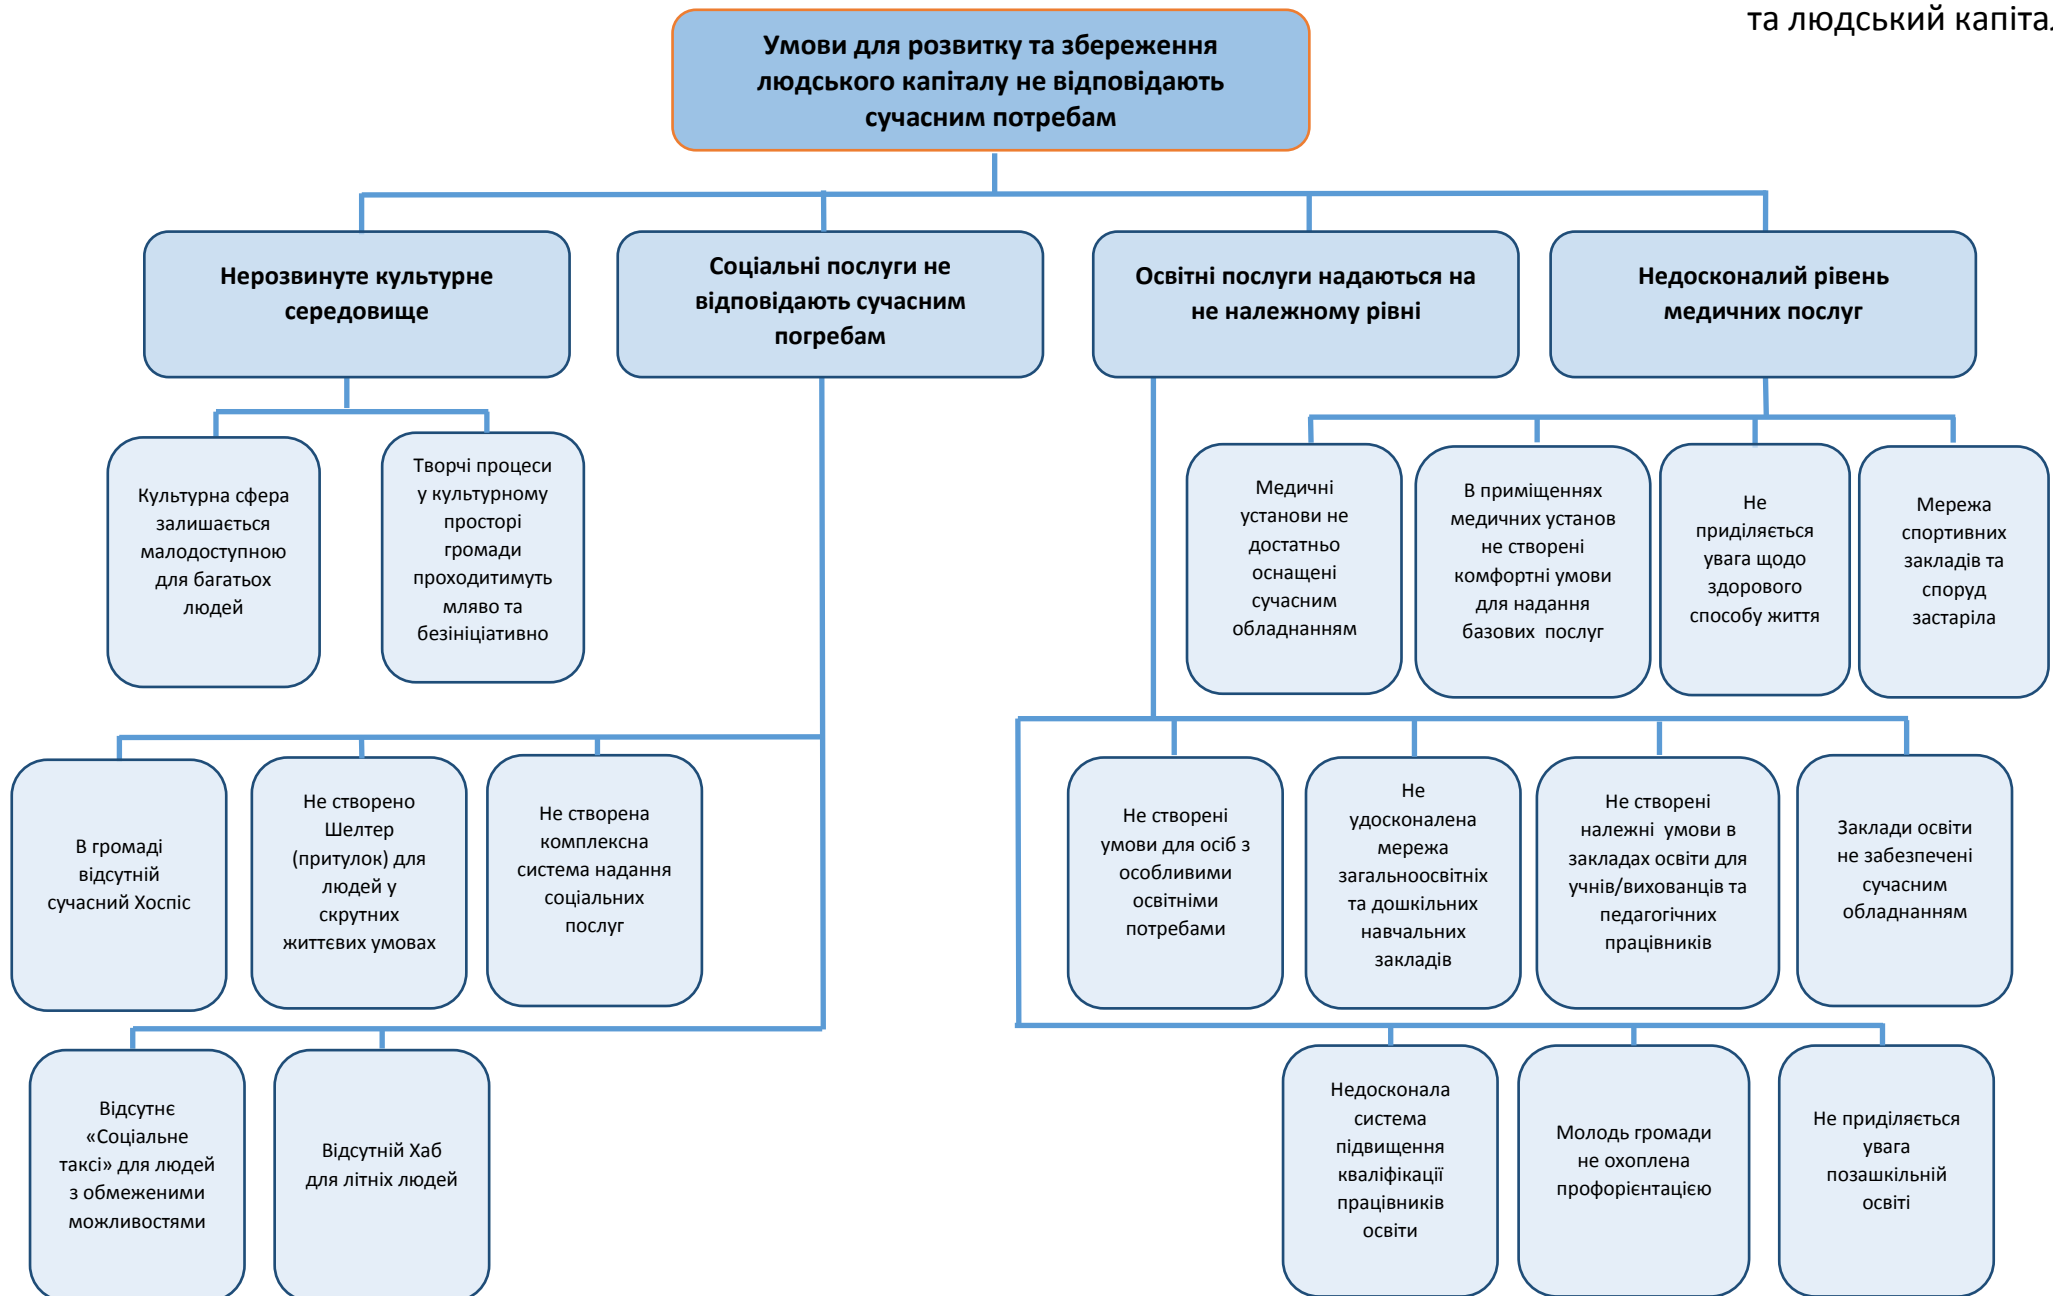 та людський капітал
Умови для розвитку та збереження
людського капіталу не відповідають
сучасним потребам
Нерозвинуте культурне
середовище
Соціальні послуги не
відповідають сучасним
погребам
Освітні послуги надаються на
не належному рівні
Недосконалий рівень
медичних послуг
Культурна сфера
залишається
малодоступною
для багатьох
людей
Творчі процеси
у культурному
просторі
громади
проходитимуть
мляво та
безініціативно
Медичні
установи не
достатньо
оснащені
сучасним
обладнанням
В приміщеннях
медичних установ
не створені
комфортні умови
для надання
базових послуг
Не
приділяється
увага щодо
здорового
способу життя
Мережа
спортивних
закладів та
споруд
застаріла
В громаді
відсутній
сучасний Хоспіс
Не створено
Шелтер
(притулок) для
людей у
скрутних
життєвих умовах
Не створена
комплексна
система надання
соціальних
послуг
Не створені
умови для осіб з
особливими
освітніми
потребами
Не
удосконалена
мережа
загальноосвітніх
та дошкільних
навчальних
закладів
Не створені
належні умови в
закладах освіти для
учнів/вихованців та
педагогічних
працівників
Заклади освіти
не забезпечені
сучасним
обладнанням
Відсутнє
«Соціальне
таксі» для людей
з обмеженими
можливостями
Відсутній Хаб
для літніх людей
Недосконала
система
підвищення
кваліфікації
працівників
освіти
Молодь громади
не охоплена
профорієнтацією
Не приділяється
увага
позашкільній
освіті